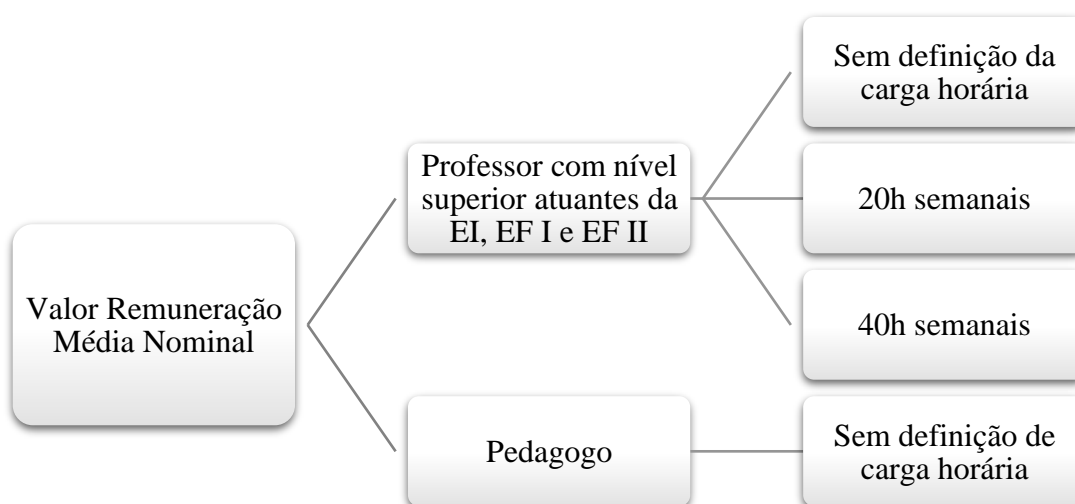 Valor Remuneração
Média Nominal
Professor com nível
superior atuantes da
EI, EF I e EF II
Sem definição da
carga horária
20h semanais
40h semanais
Pedagogo
Sem definição de
carga horária